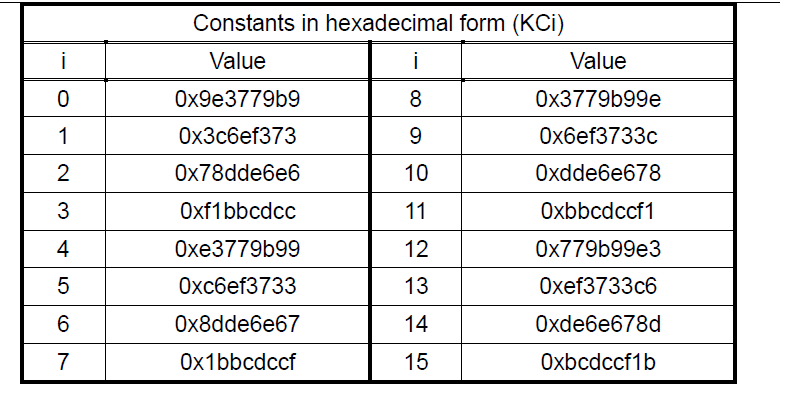 Constants in hexadecimal form (KCi)
i Value i Value
0 0x9e3779b9 8 0x3779b99e
1 0x3c6ef373 9 0x6ef3733c
2 0x78dde6e6 10 0xdde6e678
3 0xf1bbcdcc 11 0xbbcdccf1
4 0xe3779b99 12 0x779b99e3
5 0xc6ef3733 13 0xef3733c6
6 0x8dde6e67 14 0xde6e678d
7 0x1bbcdccf 15 0xbcdccf1b